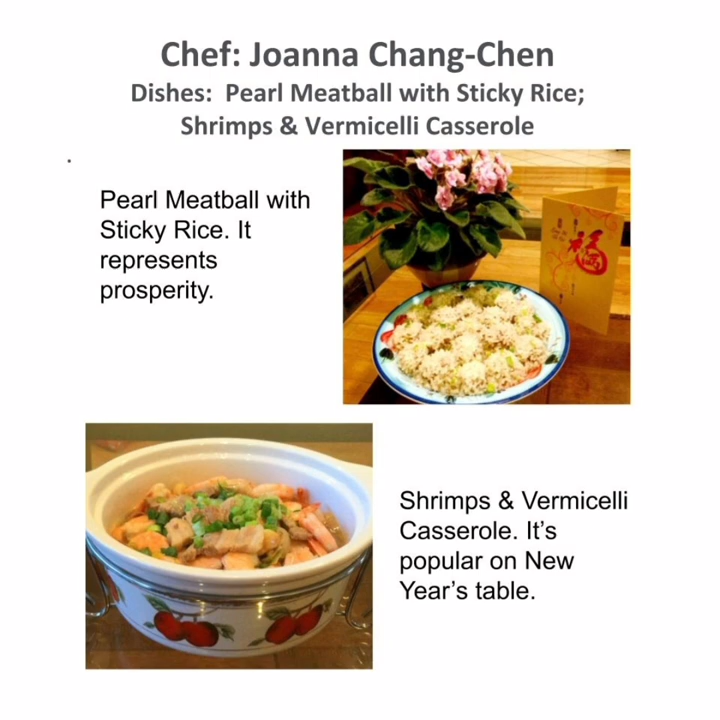 Chef: Joanna Chang-Chen
Dishes:  Pearl Meatball with Sticky Rice;
Shrimps & Vermicelli Casserole
.
Pearl Meatball with
Sticky Rice. It
represents
prosperity.
福
Shrimps & Vermicelli
Casserole. It’s
popular on New
Year’s table.